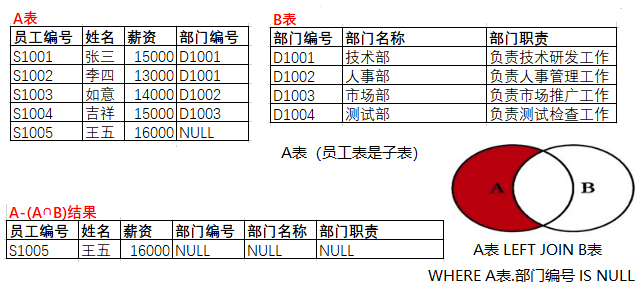 A表
员工编号 姓名 薪资 部门编号
S1001 张三 15000 D1001
S1002 李四 13000 D1001
S1003 如意 14000 D1002
S1004 吉祥 15000 D1003
S1005 王五 16000 NULL
B表
部门编号 部门名称 部门职责
D1001 技术部 负责技术研发工作
D1002 人事部 负责人事管理工作
D1003 市场部 负责市场推广工作
D1004 测试部 负责测试检查工作
A表（员工表是子表）
A-(A∩B)结果
员工编号 姓名 薪资 部门编号 部门名称 部门职责
S1005 王五 16000 NULL NULL NULL
A B
A表 LEFT JOIN B表
WHERE A表.部门编号 IS NULL